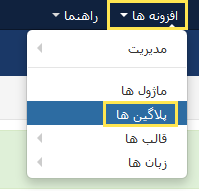 افزونه ها راهنما
مدیریت
ماژول ها
پلاگین ها
قالب ها
زبان ها